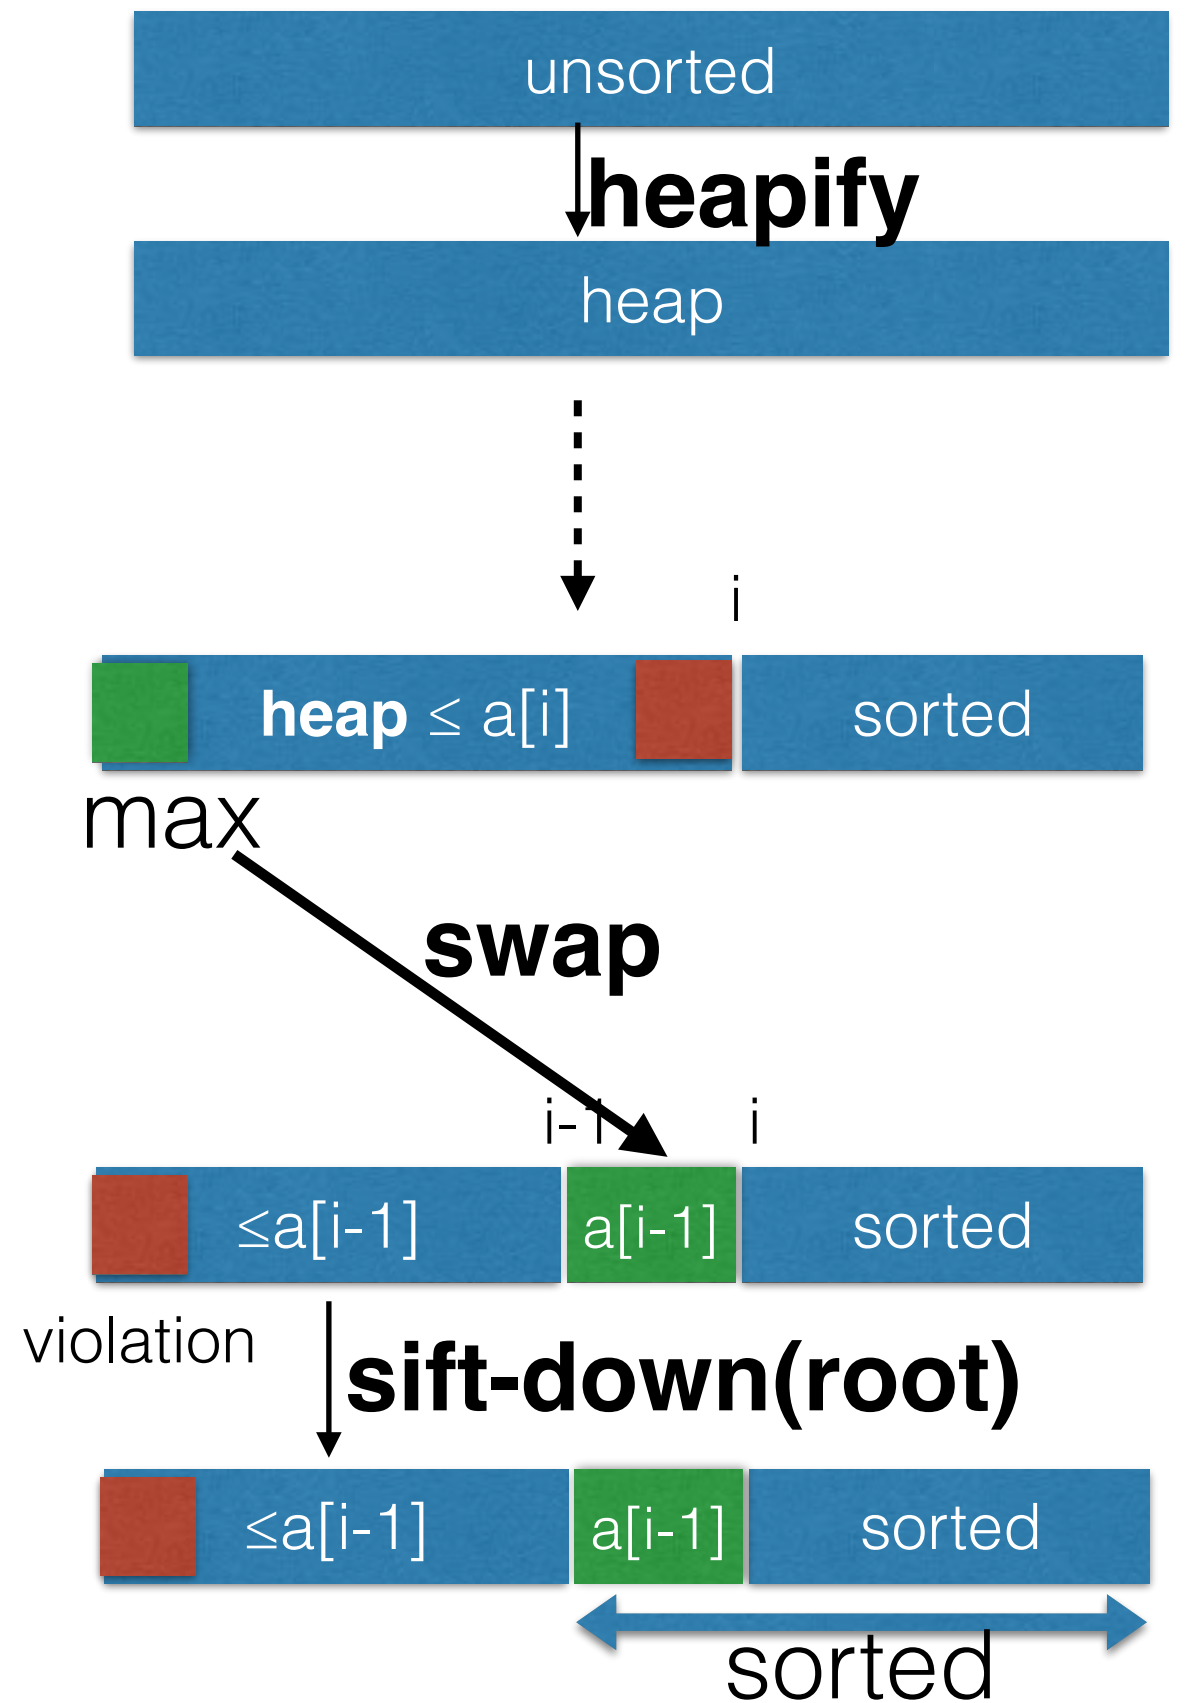 unsorted
heapify
heap
i
heap ≤ a[i]
sorted
max
swap
i-1
i
≤a[i-1]
a[i-1]
sorted
violation
sift-down(root)
≤a[i-1]
a[i-1]
sorted
sorted